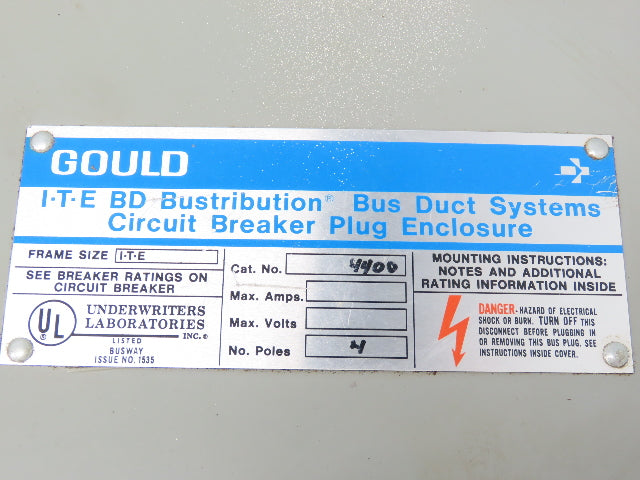 GOULD
I·T·E BD Bustribution® Bus Duct Systems
Circuit Breaker Plug Enclosure
FRAME SIZE I·T·E
SEE BREAKER RATINGS ON
CIRCUIT BREAKER
UL
UNDERWRITERS
LABORATORIES
INC.®
LISTED
BUSWAY
ISSUE NO. 1535
Cat. No. 4400
Max. Amps.
Max. Volts
No. Poles 4
MOUNTING INSTRUCTIONS:
NOTES AND ADDITIONAL
RATING INFORMATION INSIDE
DANGER-HAZARD OF ELECTRICAL
SHOCK OR BURN. TURN OFF THIS
DISCONNECT BEFORE PLUGGING IN
OR REMOVING THIS BUS PLUG. SEE
INSTRUCTIONS INSIDE COVER.